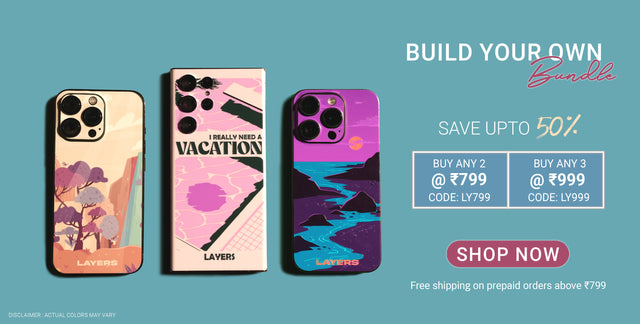 BUILD YOUR OWN
Bundle
SAVE UPTO 50%
BUY ANY 2
@ ₹799
CODE: LY799
BUY ANY 3
@ ₹999
CODE: LY999
SHOP NOW
Free shipping on prepaid orders above ₹799
I REALLY NEED A
VACATION
LAYERS
LAYERS
LAYERS
DISCLAIMER : ACTUAL COLORS MAY VARY